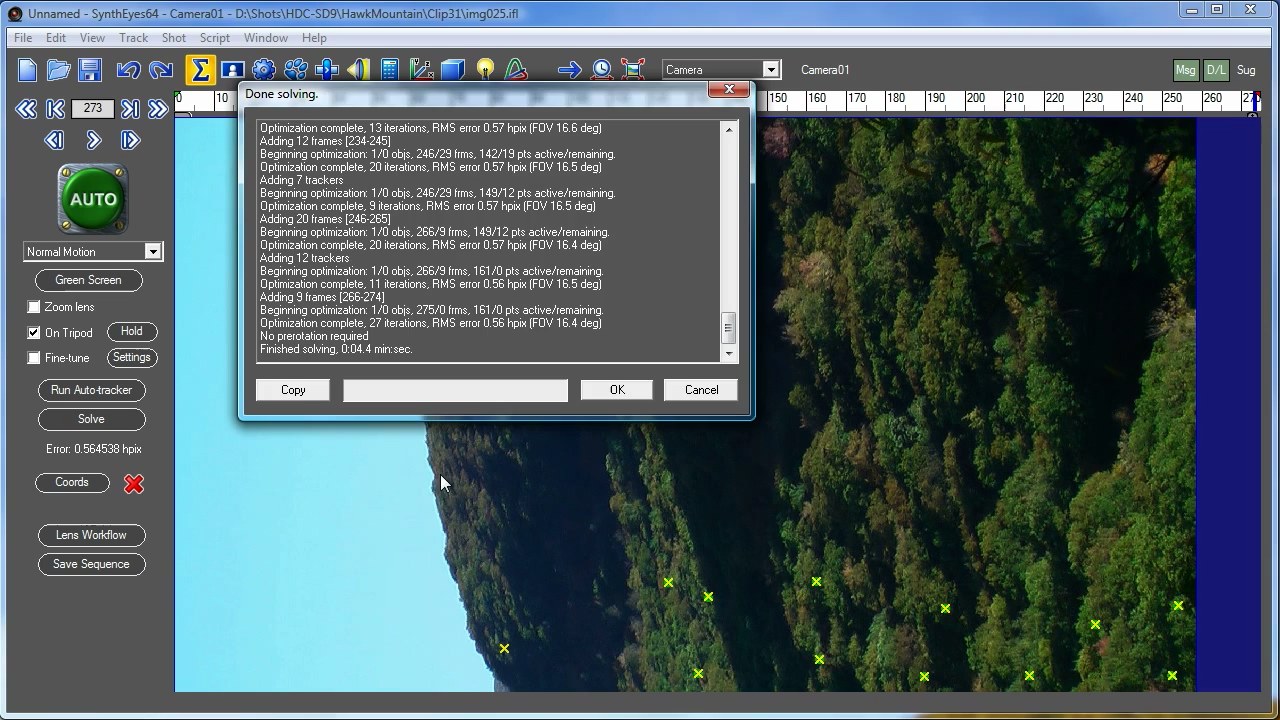 Unnamed - SynthEyes64 - Camera01 - D:\Shots\HDC-SD9\HawkMountain\Clip31\img025.ifl
File Edit View Track Shot Script Window Help
Camera Camera01 Msg D/L Sug
273
0 10 150 160 170 180 190 200 210 220 230 240 250 260 27
AUTO
Normal Motion
Green Screen
Zoom lens
On Tripod Hold
Fine-tune Settings
Run Auto-tracker
Solve
Error: 0.564538 hpix
Coords
Lens Workflow
Save Sequence
Done solving.
Optimization complete, 13 iterations, RMS error 0.57 hpix (FOV 16.6 deg)
Adding 12 frames [234-245]
Beginning optimization: 1/0 objs, 246/29 frms, 142/19 pts active/remaining.
Optimization complete, 20 iterations, RMS error 0.57 hpix (FOV 16.5 deg)
Adding 7 trackers
Beginning optimization: 1/0 objs, 246/29 frms, 149/12 pts active/remaining.
Optimization complete, 9 iterations, RMS error 0.57 hpix (FOV 16.5 deg)
Adding 20 frames [246-265]
Beginning optimization: 1/0 objs, 266/9 frms, 149/12 pts active/remaining.
Optimization complete, 20 iterations, RMS error 0.57 hpix (FOV 16.4 deg)
Adding 12 trackers
Beginning optimization: 1/0 objs, 266/9 frms, 161/0 pts active/remaining.
Optimization complete, 11 iterations, RMS error 0.56 hpix (FOV 16.5 deg)
Adding 9 frames [266-274]
Beginning optimization: 1/0 objs, 275/0 frms, 161/0 pts active/remaining.
Optimization complete, 27 iterations, RMS error 0.56 hpix (FOV 16.4 deg)
No prerotation required
Finished solving, 0:04.4 min:sec.
Copy OK Cancel